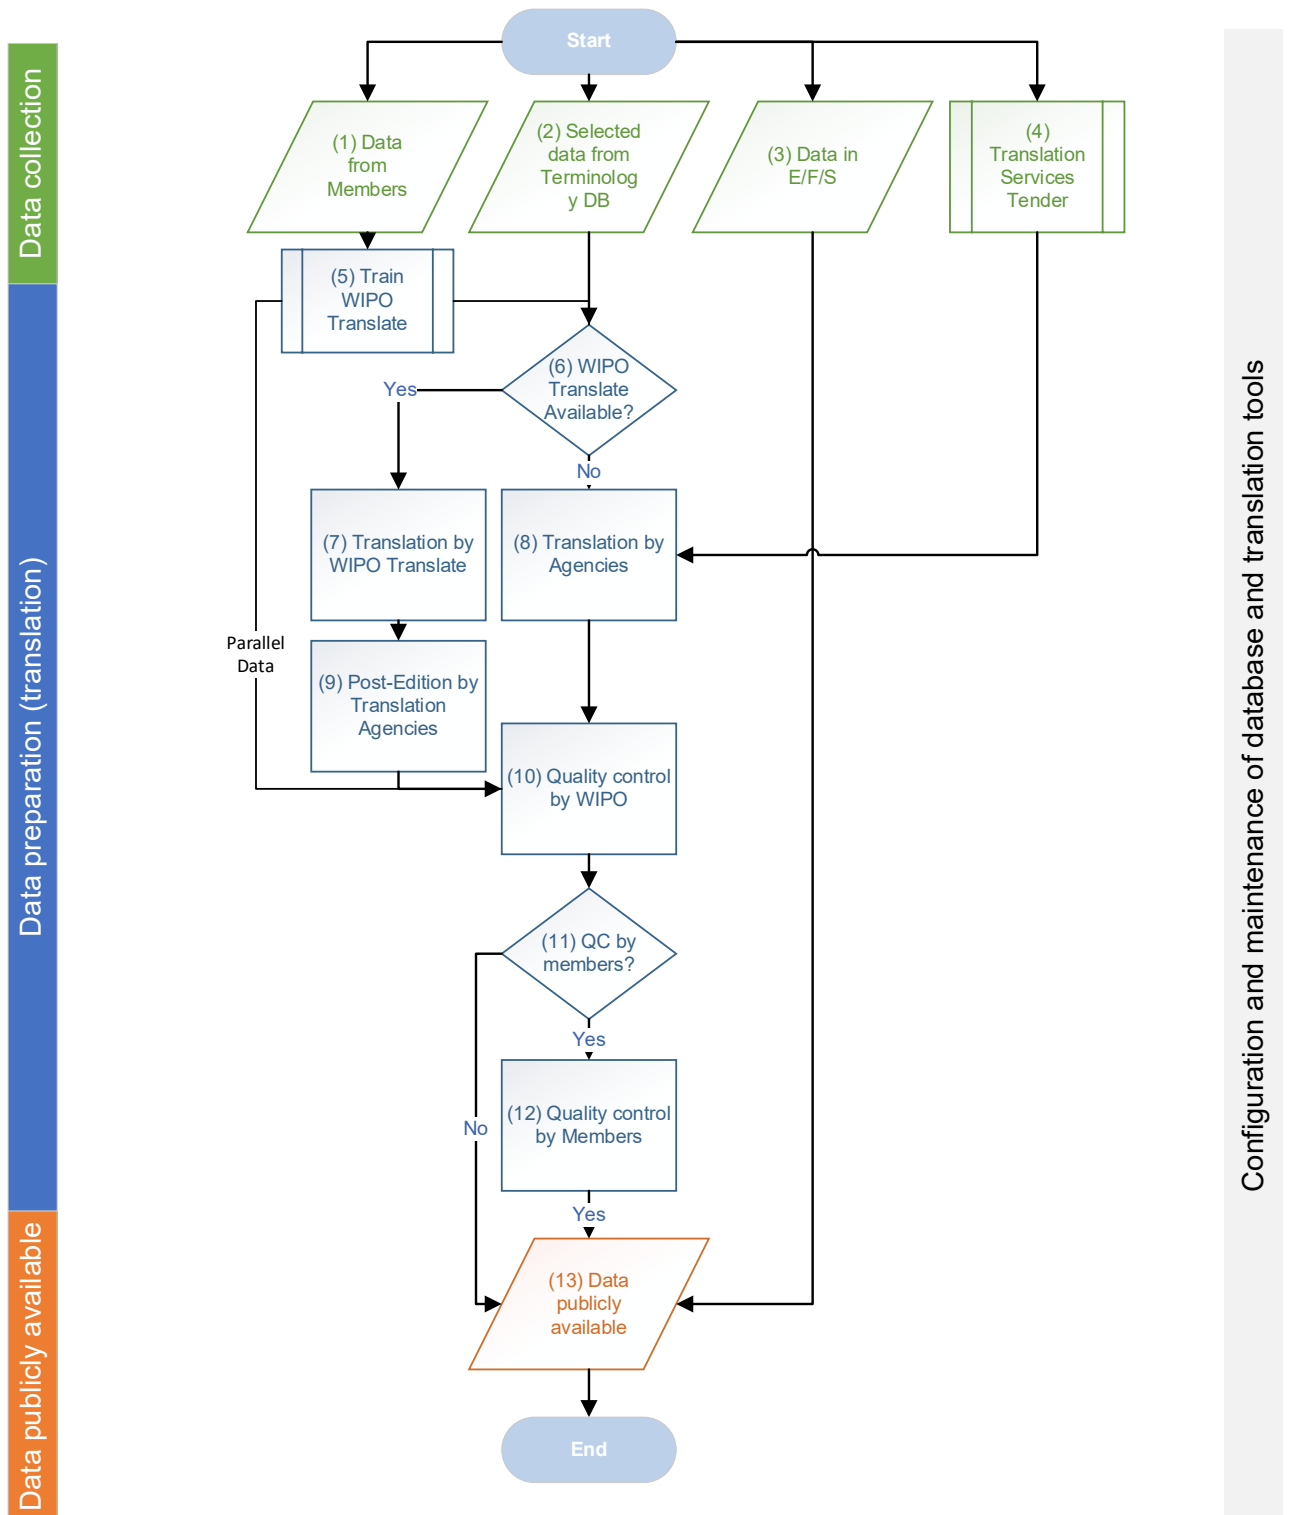 Start
Data collection
(1) Data
from
Members
(2) Selected
data from
Terminolog
y DB
(3) Data in
E/F/S
(4)
Translation
Services
Tender
(5) Train
WIPO
Translate
(6) WIPO
Translate
Available?
Yes
No
Data preparation (translation)
(7) Translation by
WIPO Translate
(8) Translation by
Agencies
Parallel
Data
(9) Post-Edition by
Translation
Agencies
(10) Quality control
by WIPO
(11) QC by
members?
Yes
No
(12) Quality control
by Members
Yes
Data publicly available
(13) Data
publicly
available
End
Configuration and maintenance of database and translation tools